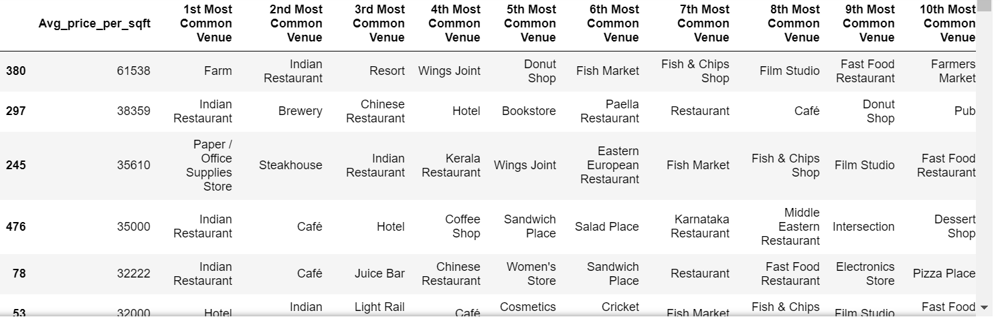 Avg_price_per_sqft 1st Most Common Venue 2nd Most Common Venue 3rd Most Common Venue 4th Most Common Venue 5th Most Common Venue 6th Most Common Venue 7th Most Common Venue 8th Most Common Venue 9th Most Common Venue 10th Most Common Venue
380 61538 Farm Indian Restaurant Resort Wings Joint Donut Shop Fish Market Fish & Chips Shop Film Studio Fast Food Restaurant Farmers Market
297 38359 Indian Restaurant Brewery Chinese Restaurant Hotel Bookstore Paella Restaurant Restaurant Café Donut Shop Pub
245 35610 Paper / Office Supplies Store Steakhouse Indian Restaurant Kerala Restaurant Wings Joint Eastern European Restaurant Fish Market Fish & Chips Shop Film Studio Fast Food Restaurant
476 35000 Indian Restaurant Café Hotel Coffee Shop Sandwich Place Salad Place Karnataka Restaurant Middle Eastern Restaurant Intersection Dessert Shop
78 32222 Indian Restaurant Café Juice Bar Chinese Restaurant Women's Store Sandwich Place Restaurant Fast Food Restaurant Electronics Store Pizza Place
53 32000 Hotel Indian Light Rail Café Cosmetics Cricket Fish Market Fish & Chips Film Studio Fast Food